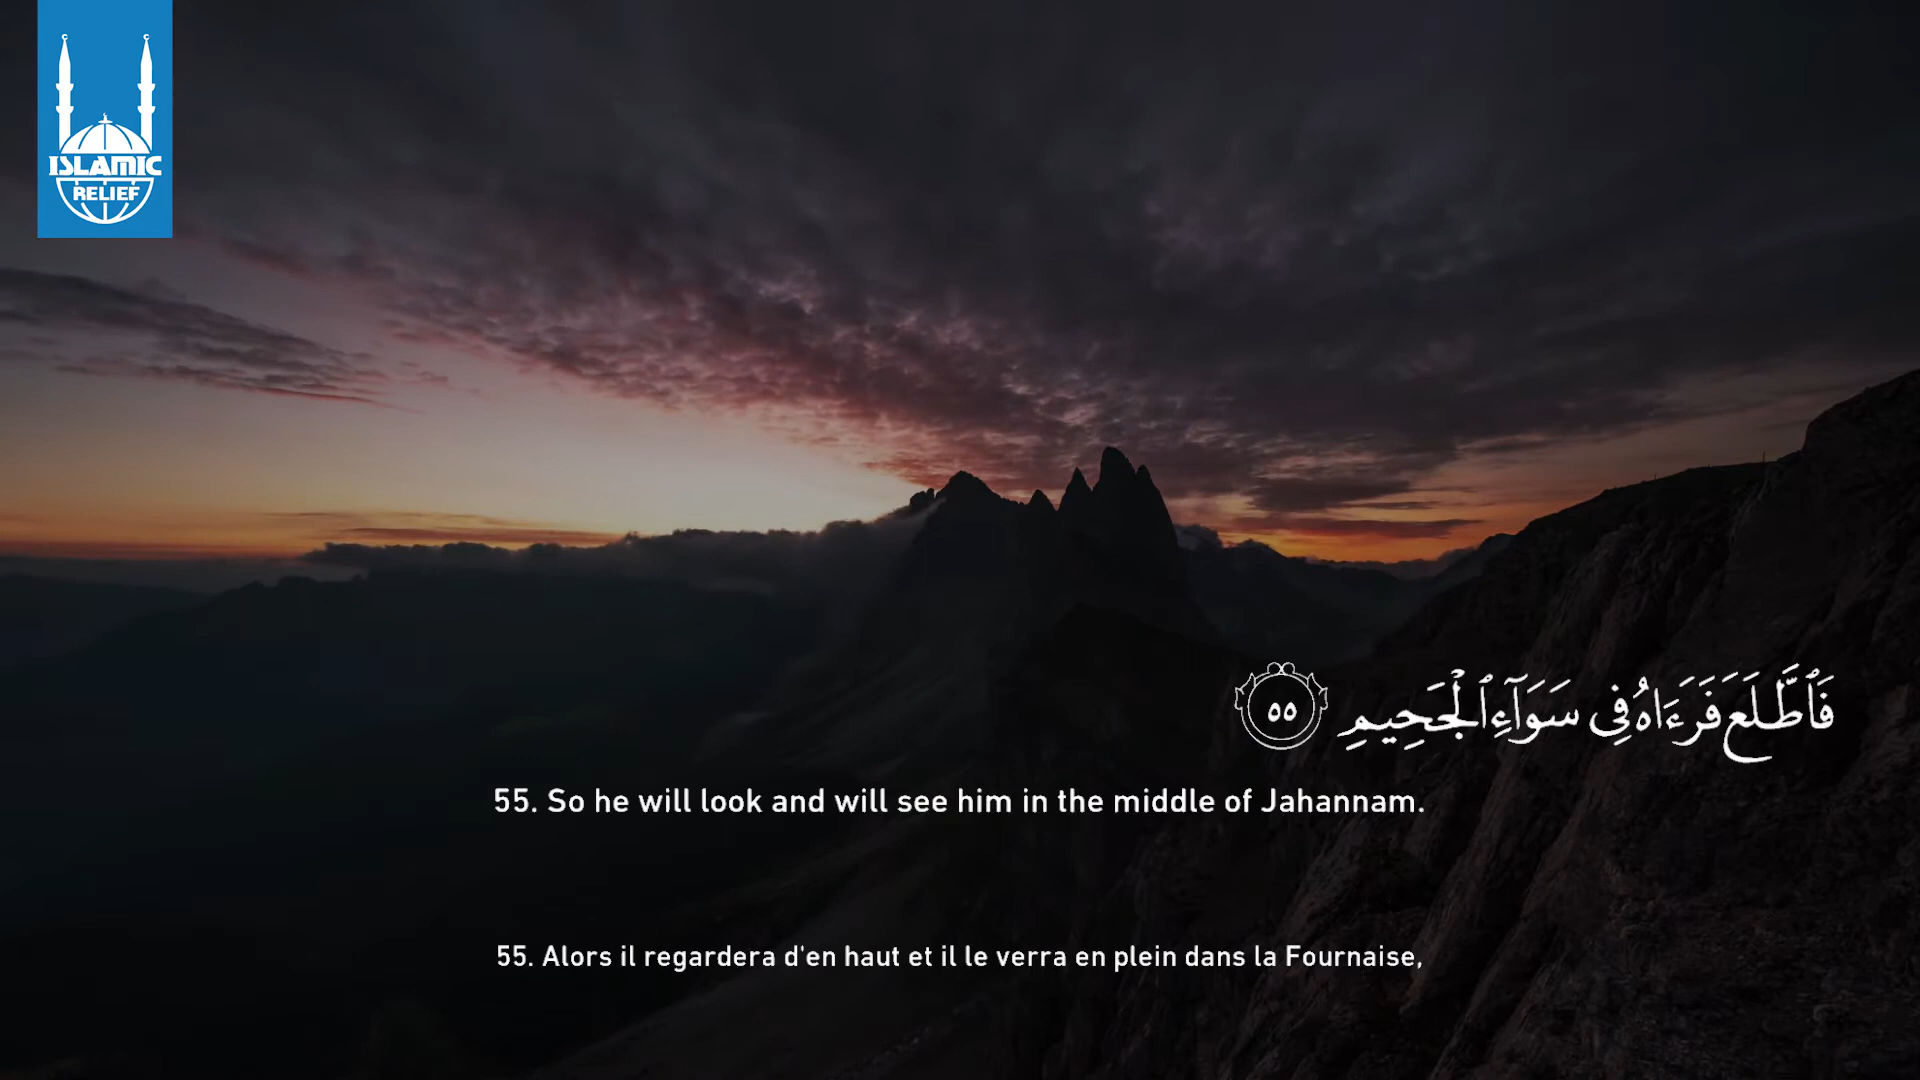 ISLAMIC
RELIEF
فَٱطَّلَعَ فَرَءَاهُ فِى سَوَآءِ ٱلْجَحِيمِ ٥٥
55. So he will look and will see him in the middle of Jahannam.
55. Alors il regardera d'en haut et il le verra en plein dans la Fournaise,